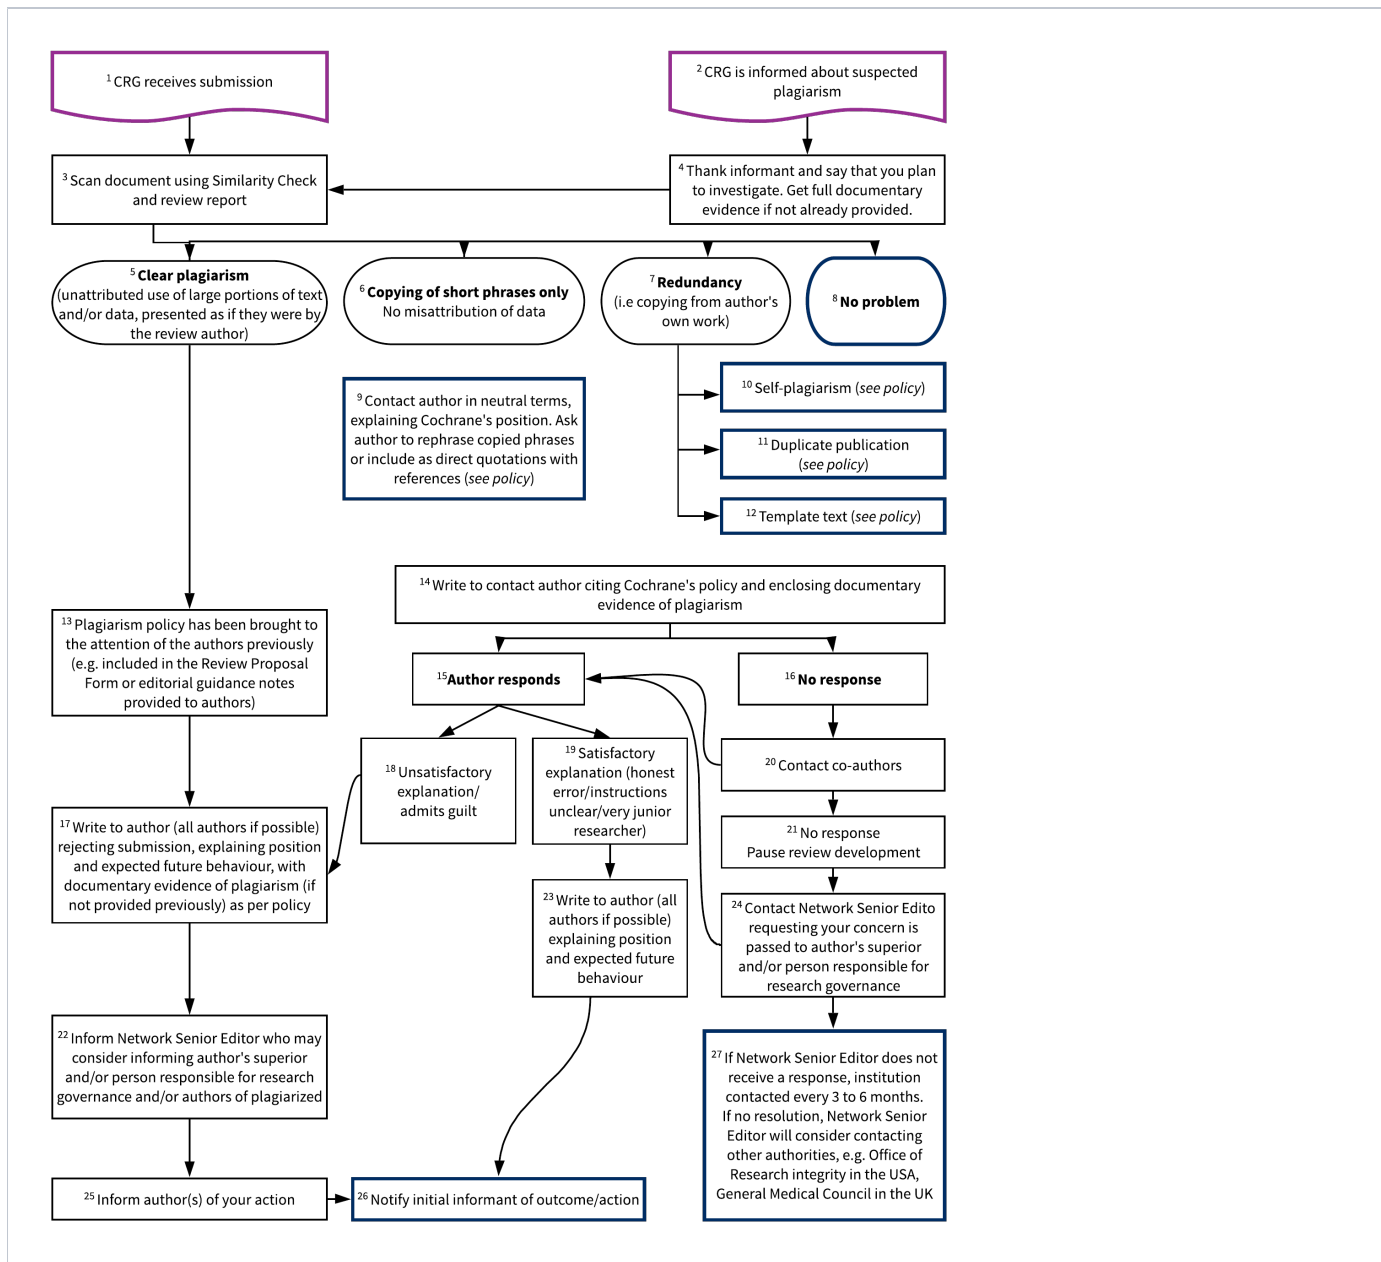 1 CRG receives submission
2 CRG is informed about suspected
plagiarism
3 Scan document using Similarity Check
and review report
4 Thank informant and say that you plan
to investigate. Get full documentary
evidence if not already provided.
5 Clear plagiarism
(unattributed use of large portions of text
and/or data, presented as if they were by
the review author)
6 Copying of short phrases only
No misattribution of data
7 Redundancy
(i.e copying from author's
own work)
8 No problem
9 Contact author in neutral terms,
explaining Cochrane's position. Ask
author to rephrase copied phrases
or include as direct quotations with
references (see policy)
10 Self-plagiarism (see policy)
11 Duplicate publication
(see policy)
12 Template text (see policy)
13 Plagiarism policy has been brought to
the attention of the authors previously
(e.g. included in the Review Proposal
Form or editorial guidance notes
provided to authors)
14 Write to contact author citing Cochrane's policy and enclosing documentary
evidence of plagiarism
15 Author responds
16 No response
17 Write to author (all authors if possible)
rejecting submission, explaining position
and expected future behaviour, with
documentary evidence of plagiarism (if
not provided previously) as per policy
18 Unsatisfactory
explanation/
admits guilt
19 Satisfactory
explanation (honest
error/instructions
unclear/very junior
researcher)
20 Contact co-authors
21 No response
Pause review development
22 Inform Network Senior Editor who may
consider informing author's superior
and/or person responsible for research
governance and/or authors of plagiarized
23 Write to author (all
authors if possible)
explaining position
and expected future
behaviour
24 Contact Network Senior Edito
requesting your concern is
passed to author's superior
and/or person responsible for
research governance
25 Inform author(s) of your action
26 Notify initial informant of outcome/action
27 If Network Senior Editor does not
receive a response, institution
contacted every 3 to 6 months.
If no resolution, Network Senior
Editor will consider contacting
other authorities, e.g. Office of
Research integrity in the USA,
General Medical Council in the UK